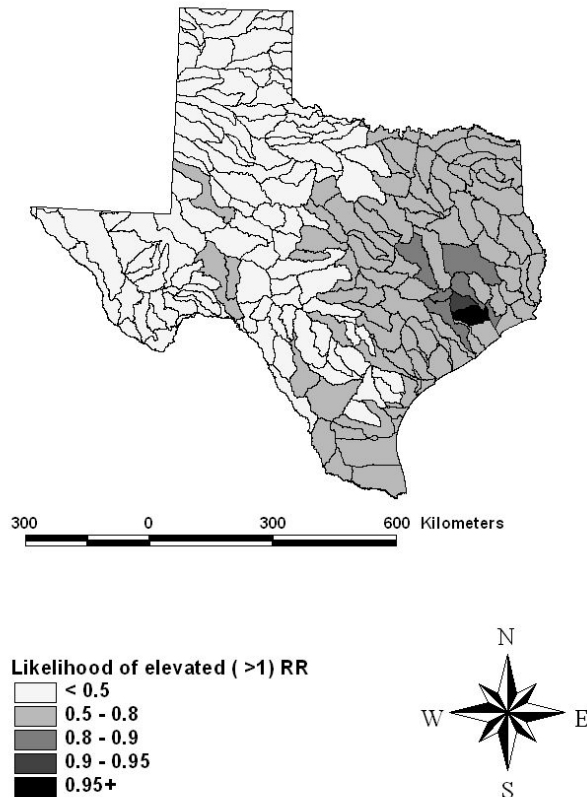 300 0 300 600 Kilometers
Likelihood of elevated ( >1) RR
< 0.5
0.5 - 0.8
0.8 - 0.9
0.9 - 0.95
0.95+
N
W E
S